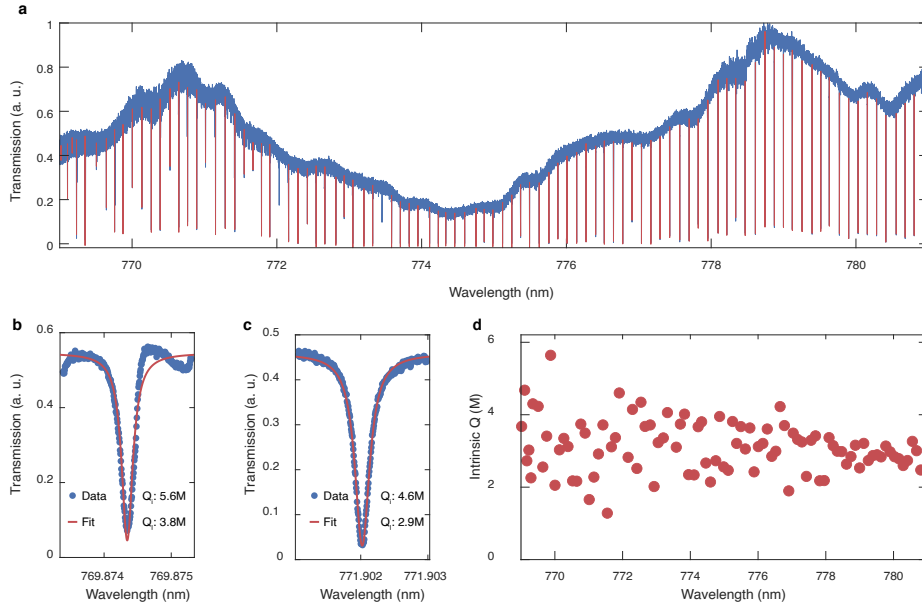 a
Transmission (a. u.)
1
0.8
0.6
0.4
0.2
0
770
772
774
776
778
780
Wavelength (nm)
b
Transmission (a. u.)
0.6
0.4
0.2
0
Data
Q_i: 5.6M
Fit
Q_l: 3.8M
769.874
769.875
Wavelength (nm)
c
Transmission (a. u.)
0.5
0.4
0.3
0.2
0.1
0
Data
Q_i: 4.6M
Fit
Q_l: 2.9M
771.902
771.903
Wavelength (nm)
d
Intrinsic Q (M)
6
4
2
0
770
772
774
776
778
780
Wavelength (nm)